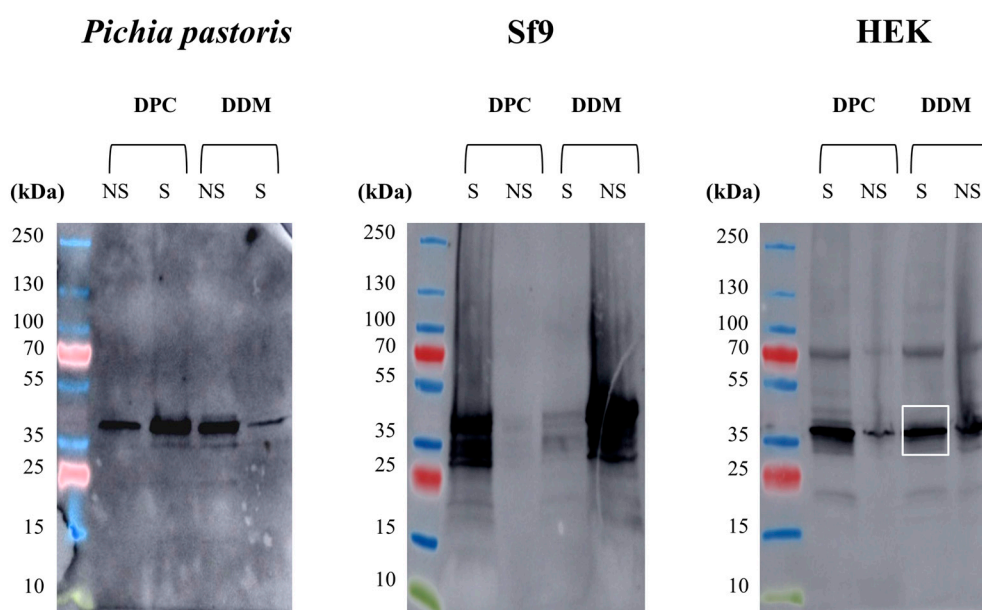 Pichia pastoris Sf9 HEK
DPC DDM DPC DDM DPC DDM
(kDa) NS S NS S (kDa) S NS S NS (kDa) S NS S NS
250 250 250
130 130 130
100 100 100
70 70 70
55 55 55
35 35 35
25 25 25
15 15 15
10 10 10